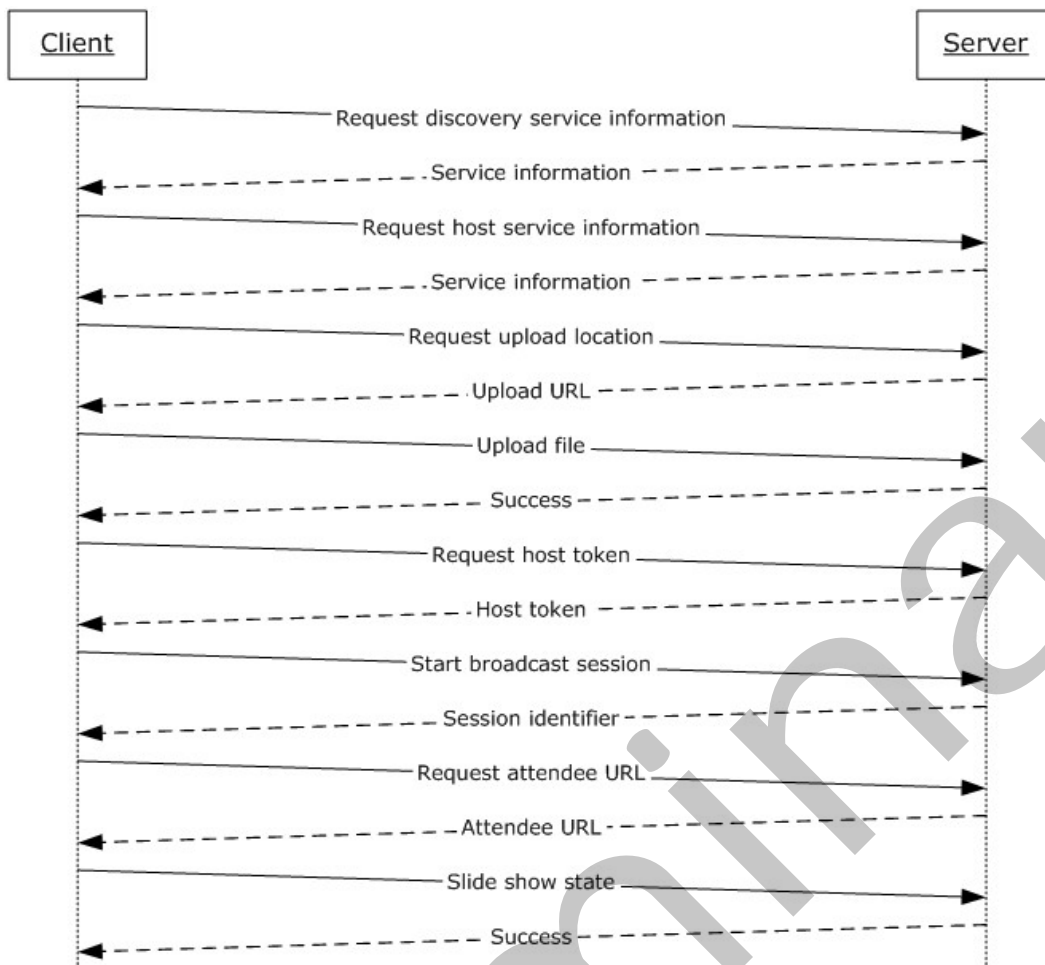 Client
Server
Request discovery service information
Service information
Request host service information
Service information
Request upload location
Upload URL
Upload file
Success
Request host token
Host token
Start broadcast session
Session identifier
Request attendee URL
Attendee URL
Slide show state
Success